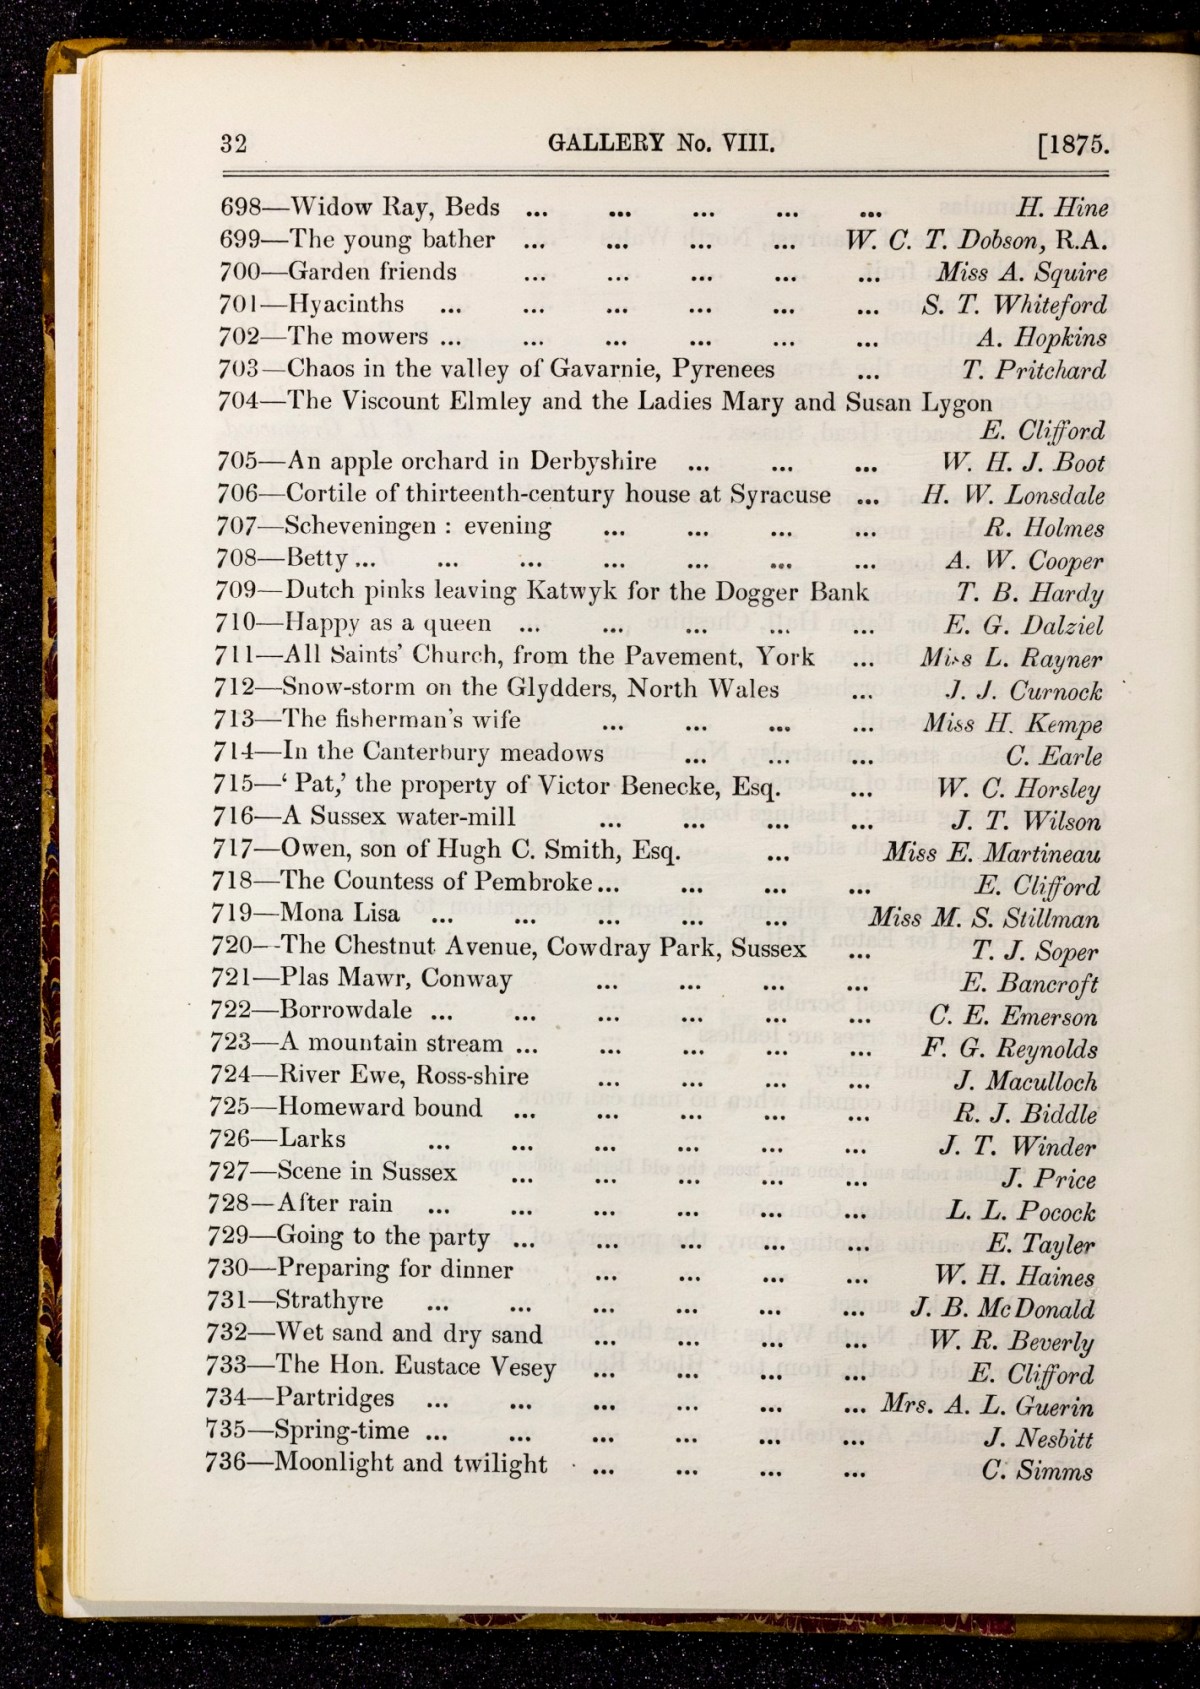 32 GALLERY No. VIII. [1875.
698—Widow Ray, Beds ... ... ... ... ... H. Hine
699—The young bather ... ... ... ... W. C. T. Dobson, R.A.
700—Garden friends ... ... ... ... ... Miss A. Squire
701—Hyacinths ... ... ... ... ... ... S. T. Whiteford
702—The mowers ... ... ... ... ... ... A. Hopkins
703—Chaos in the valley of Gavarnie, Pyrenees ... T. Pritchard
704—The Viscount Elmley and the Ladies Mary and Susan Lygon
E. Clifford
705—An apple orchard in Derbyshire ... ... ... W. H. J. Boot
706—Cortile of thirteenth-century house at Syracuse ... H. W. Lonsdale
707—Scheveningen : evening ... ... ... ... R. Holmes
708—Betty ... ... ... ... ... ... ... A. W. Cooper
709—Dutch pinks leaving Katwyk for the Dogger Bank T. B. Hardy
710—Happy as a queen ... ... ... ... ... E. G. Dalziel
711—All Saints' Church, from the Pavement, York ... Miss L. Rayner
712—Snow-storm on the Glydders, North Wales ... J. J. Curnock
713—The fisherman's wife ... ... ... ... Miss H. Kempe
714—In the Canterbury meadows ... ... ... C. Earle
715—‘ Pat,’ the property of Victor Benecke, Esq. ... W. C. Horsley
716—A Sussex water-mill ... ... ... ... J. T. Wilson
717—Owen, son of Hugh C. Smith, Esq. ... Miss E. Martineau
718—The Countess of Pembroke ... ... ... ... E. Clifford
719—Mona Lisa ... ... ... ... ... Miss M. S. Stillman
720--The Chestnut Avenue, Cowdray Park, Sussex ... T. J. Soper
721—Plas Mawr, Conway ... ... ... ... E. Bancroft
722—Borrowdale ... ... ... ... ... ... C. E. Emerson
723—A mountain stream ... ... ... ... ... F. G. Reynolds
724—River Ewe, Ross-shire ... ... ... ... J. Maculloch
725—Homeward bound ... ... ... ... ... R. J. Biddle
726—Larks ... ... ... ... ... ... J. T. Winder
727—Scene in Sussex ... ... ... ... ... J. Price
728—After rain ... ... ... ... ... ... L. L. Pocock
729—Going to the party ... ... ... ... ... E. Tayler
730—Preparing for dinner ... ... ... ... W. H. Haines
731—Strathyre ... ... ... ... ... ... J. B. McDonald
732—Wet sand and dry sand ... ... ... ... W. R. Beverly
733—The Hon. Eustace Vesey ... ... ... ... E. Clifford
734—Partridges ... ... ... ... ... ... Mrs. A. L. Guerin
735—Spring-time ... ... ... ... ... ... J. Nesbitt
736—Moonlight and twilight ... ... ... ... C. Simms